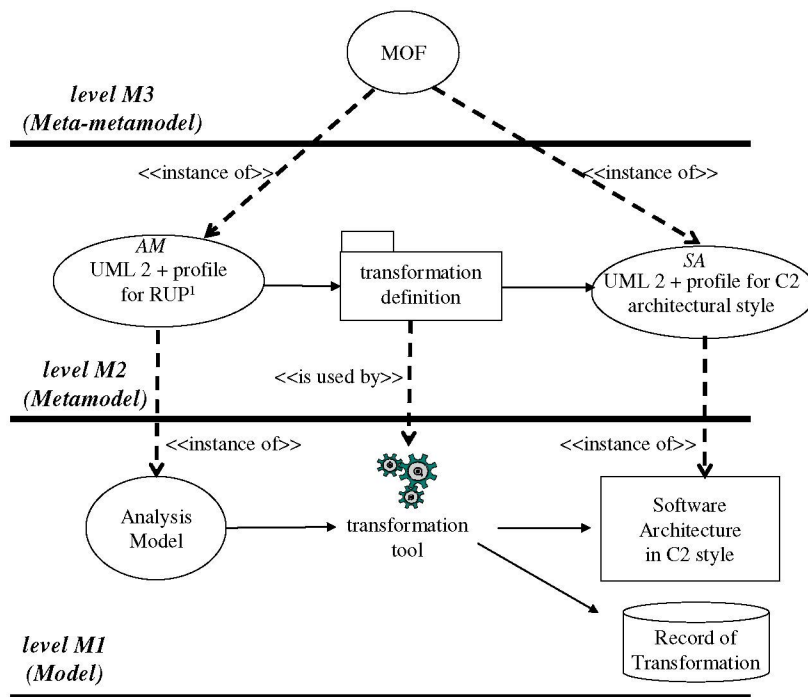 MOF
level M3
(Meta-metamodel)
<<instance of>>
<<instance of>>
AM
UML 2 + profile
for RUP¹
transformation
definition
SA
UML 2 + profile for C2
architectural style
level M2
(Metamodel)
<<is used by>>
<<instance of>>
<<instance of>>
Analysis
Model
transformation
tool
Software
Architecture
in C2 style
Record of
Transformation
level M1
(Model)